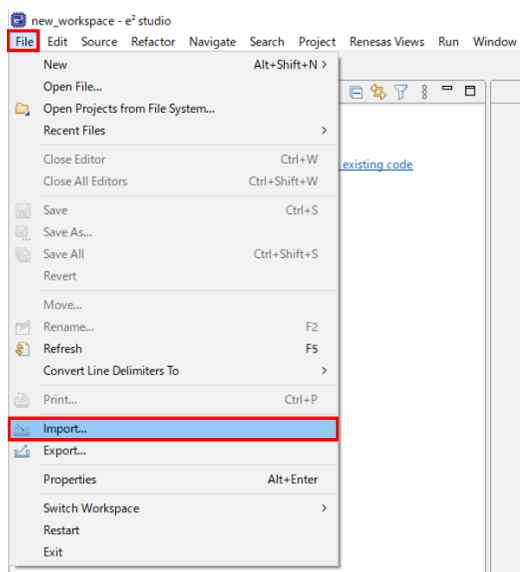 new_workspace - e² studio
File Edit Source Refactor Navigate Search Project Renesas Views Run Window
New Alt+Shift+N >
Open File...
Open Projects from File System...
Recent Files >
Close Editor Ctrl+W
existing code
Close All Editors Ctrl+Shift+W
Save Ctrl+S
Save As...
Save All Ctrl+Shift+S
Revert
Move...
Rename... F2
Refresh F5
Convert Line Delimiters To >
Print... Ctrl+P
Import...
Export...
Properties Alt+Enter
Switch Workspace >
Restart
Exit